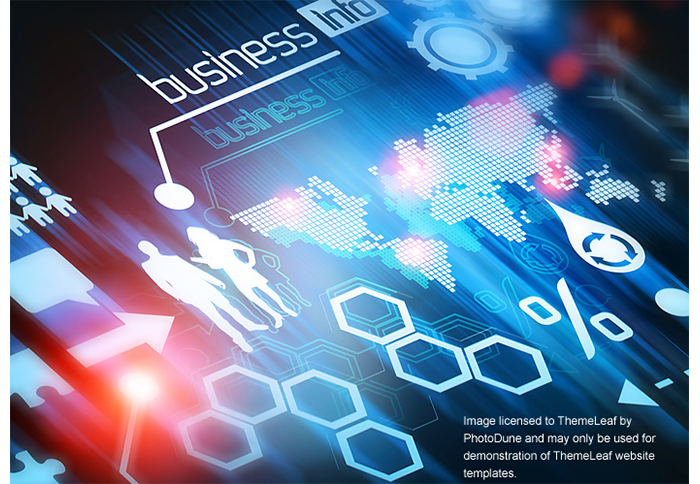 business Info
business Info
%
%
Image licensed to ThemeLeaf by
PhotoDune and may only be used for
demonstration of ThemeLeaf website
templates.